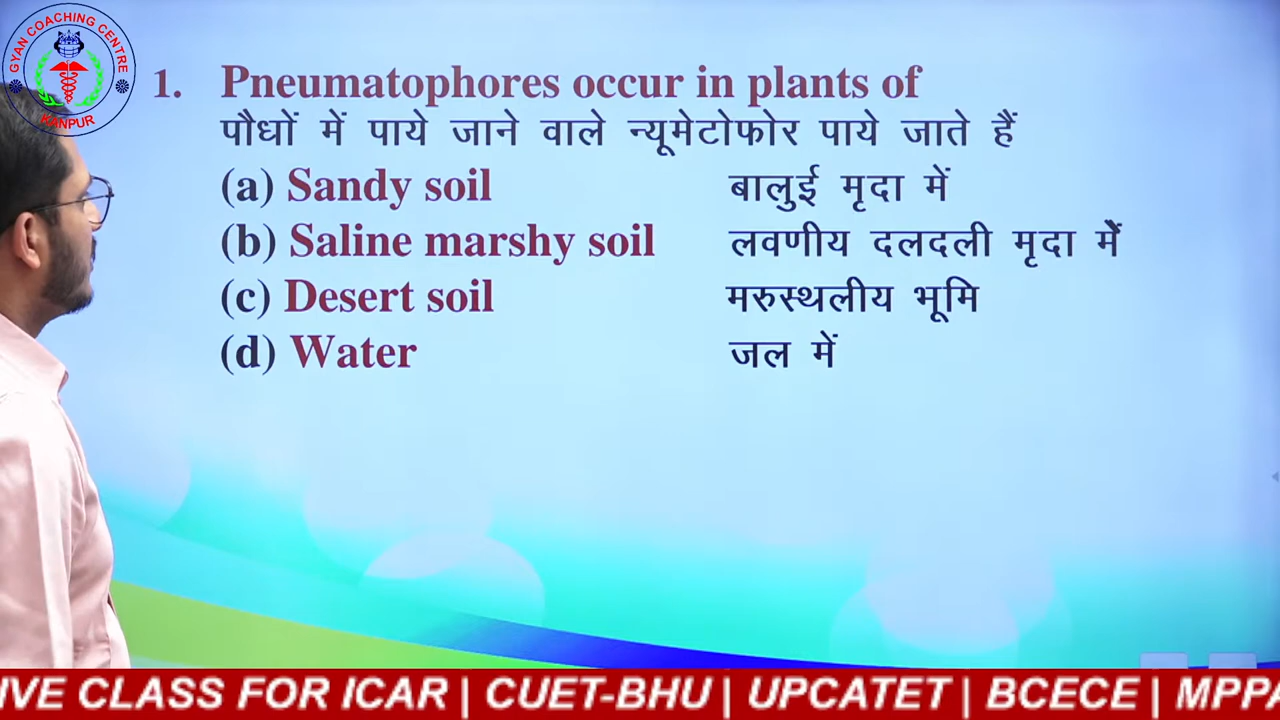 GYAN COACHING CENTRE
KANPUR
1. Pneumatophores occur in plants of
पौधों में पाये जाने वाले न्यूमेटोफोर पाये जाते हैं
(a) Sandy soil बालुई मृदा में
(b) Saline marshy soil लवणीय दलदली मृदा में
(c) Desert soil मरुस्थलीय भूमि
(d) Water जल में
IVE CLASS FOR ICAR | CUET-BHU | UPCATET | BCECE | MPPA